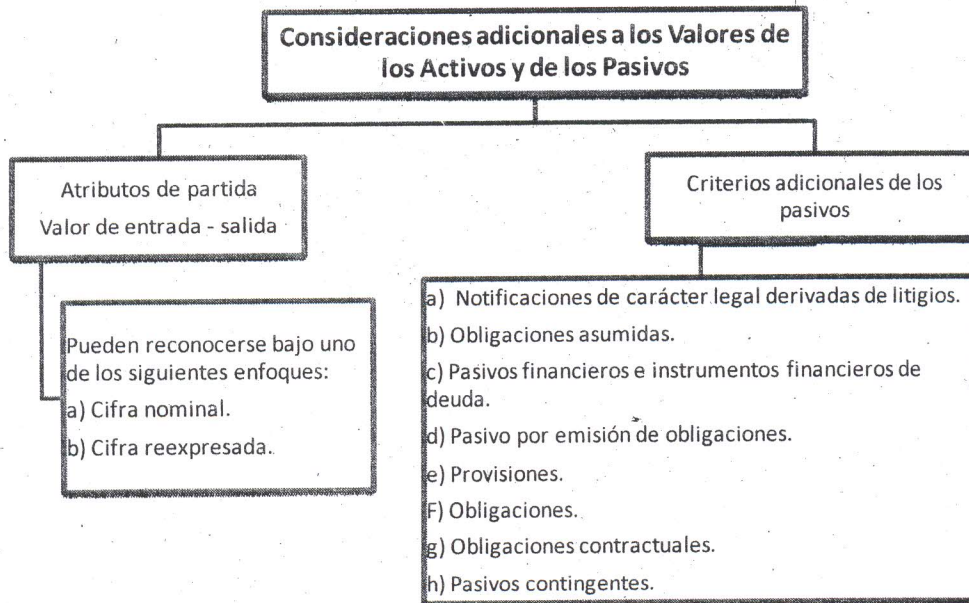 Consideraciones adicionales a los Valores de
los Activos y de los Pasivos
Atributos de partida
Valor de entrada - salida
Pueden reconocerse bajo uno
de los siguientes enfoques:
a) Cifra nominal.
b) Cifra reexpresada.
Criterios adicionales de los
pasivos
a) Notificaciones de carácter legal derivadas de litigios.
b) Obligaciones asumidas.
c) Pasivos financieros e instrumentos financieros de
deuda.
d) Pasivo por emisión de obligaciones.
e) Provisiones.
F) Obligaciones.
g) Obligaciones contractuales.
h) Pasivos contingentes.